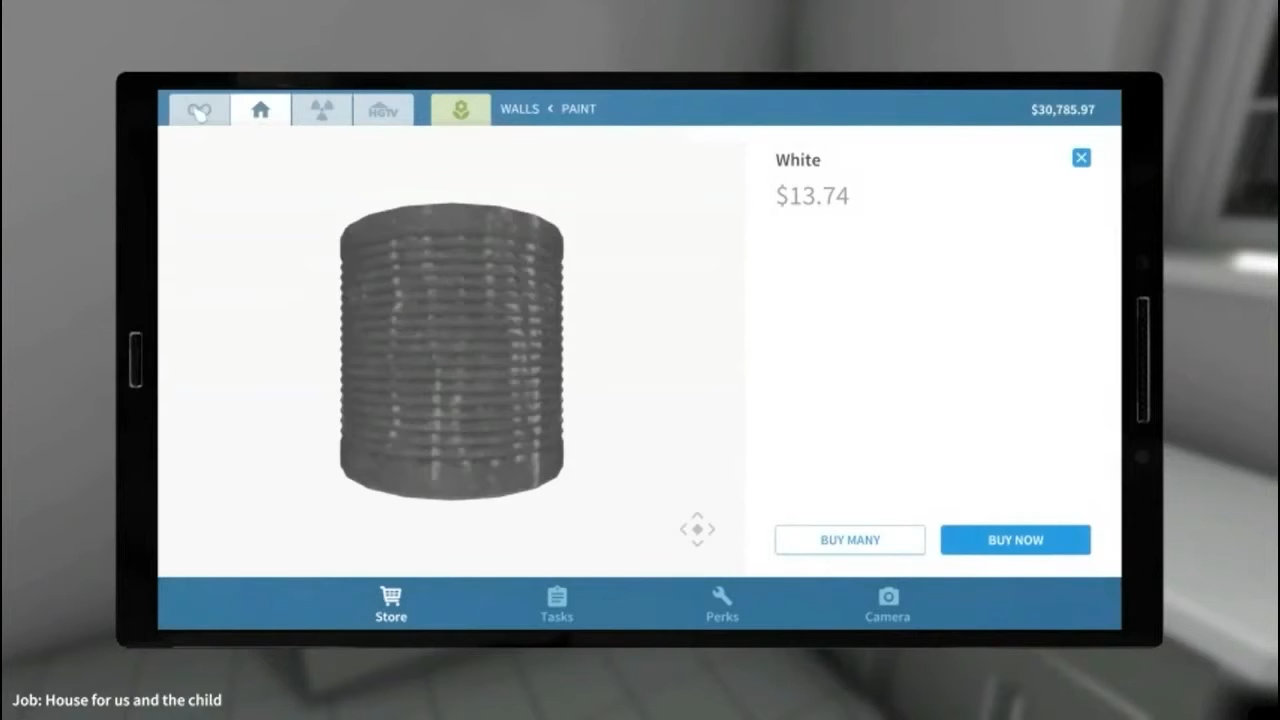 HGTV
WALLS < PAINT
$30,785.97
White
$13.74
BUY MANY
BUY NOW
Store
Tasks
Perks
Camera
Job: House for us and the child